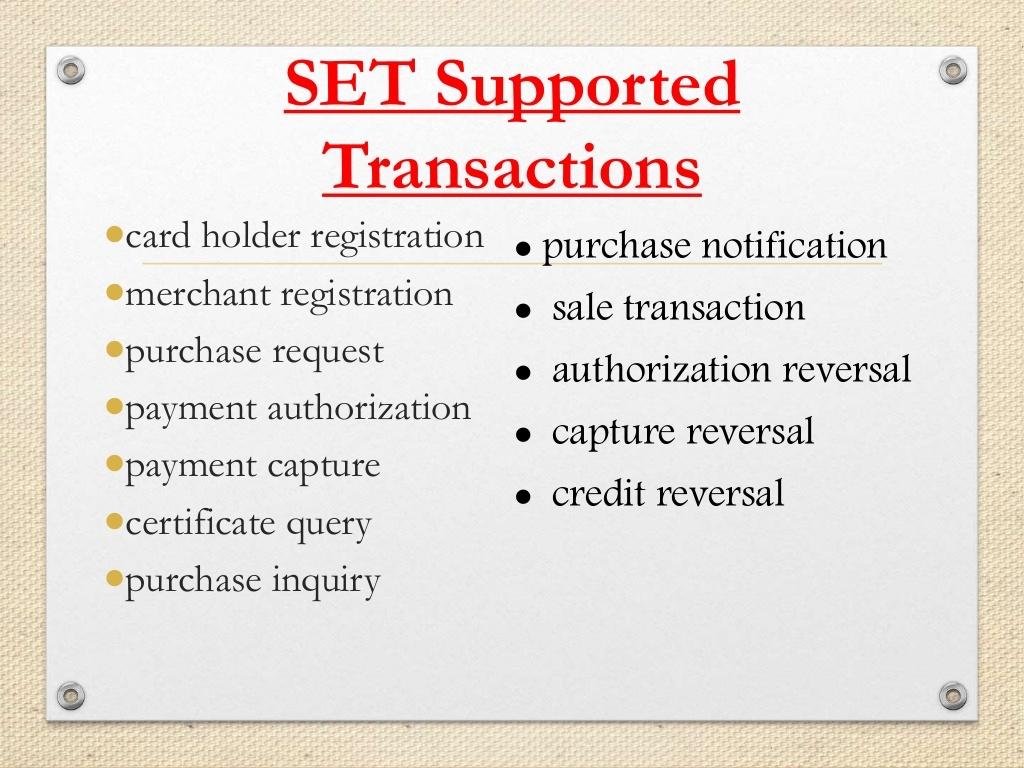 SET Supported
Transactions
•card holder registration
•merchant registration
•purchase request
•payment authorization
•payment capture
•certificate query
•purchase inquiry
• purchase notification
• sale transaction
• authorization reversal
• capture reversal
• credit reversal